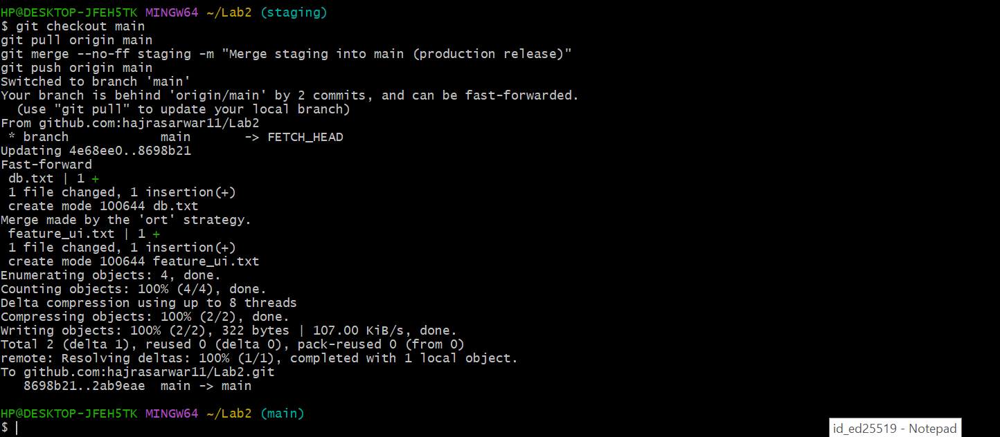 HP@DESKTOP-JFEH5TK MINGW64 ~/Lab2 (staging)
$ git checkout main
git pull origin main
git merge --no-ff staging -m "Merge staging into main (production release)"
git push origin main
Switched to branch 'main'
Your branch is behind 'origin/main' by 2 commits, and can be fast-forwarded.
  (use "git pull" to update your local branch)
From github.com:hajrasarwar11/Lab2
 * branch            main       -> FETCH_HEAD
Updating 4e68ee0..8698b21
Fast-forward
 db.txt | 1 +
 1 file changed, 1 insertion(+)
 create mode 100644 db.txt
Merge made by the 'ort' strategy.
 feature_ui.txt | 1 +
 1 file changed, 1 insertion(+)
 create mode 100644 feature_ui.txt
Enumerating objects: 4, done.
Counting objects: 100% (4/4), done.
Delta compression using up to 8 threads
Compressing objects: 100% (2/2), done.
Writing objects: 100% (2/2), 322 bytes | 107.00 KiB/s, done.
Total 2 (delta 1), reused 0 (delta 0), pack-reused 0 (from 0)
remote: Resolving deltas: 100% (1/1), completed with 1 local object.
To github.com:hajrasarwar11/Lab2.git
   8698b21..2ab9eae  main -> main
HP@DESKTOP-JFEH5TK MINGW64 ~/Lab2 (main)
$
id_ed25519 - Notepad